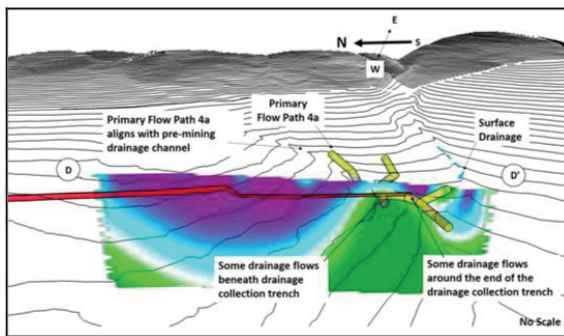 E
N
S
W
Primary Flow Path 4a
aligns with pre-mining
drainage channel
Primary
Flow Path 4a
Surface
Drainage
D
D'
Some drainage flows
beneath drainage
collection trench
Some drainage flows
around the end of the
drainage collection trench
No Scale